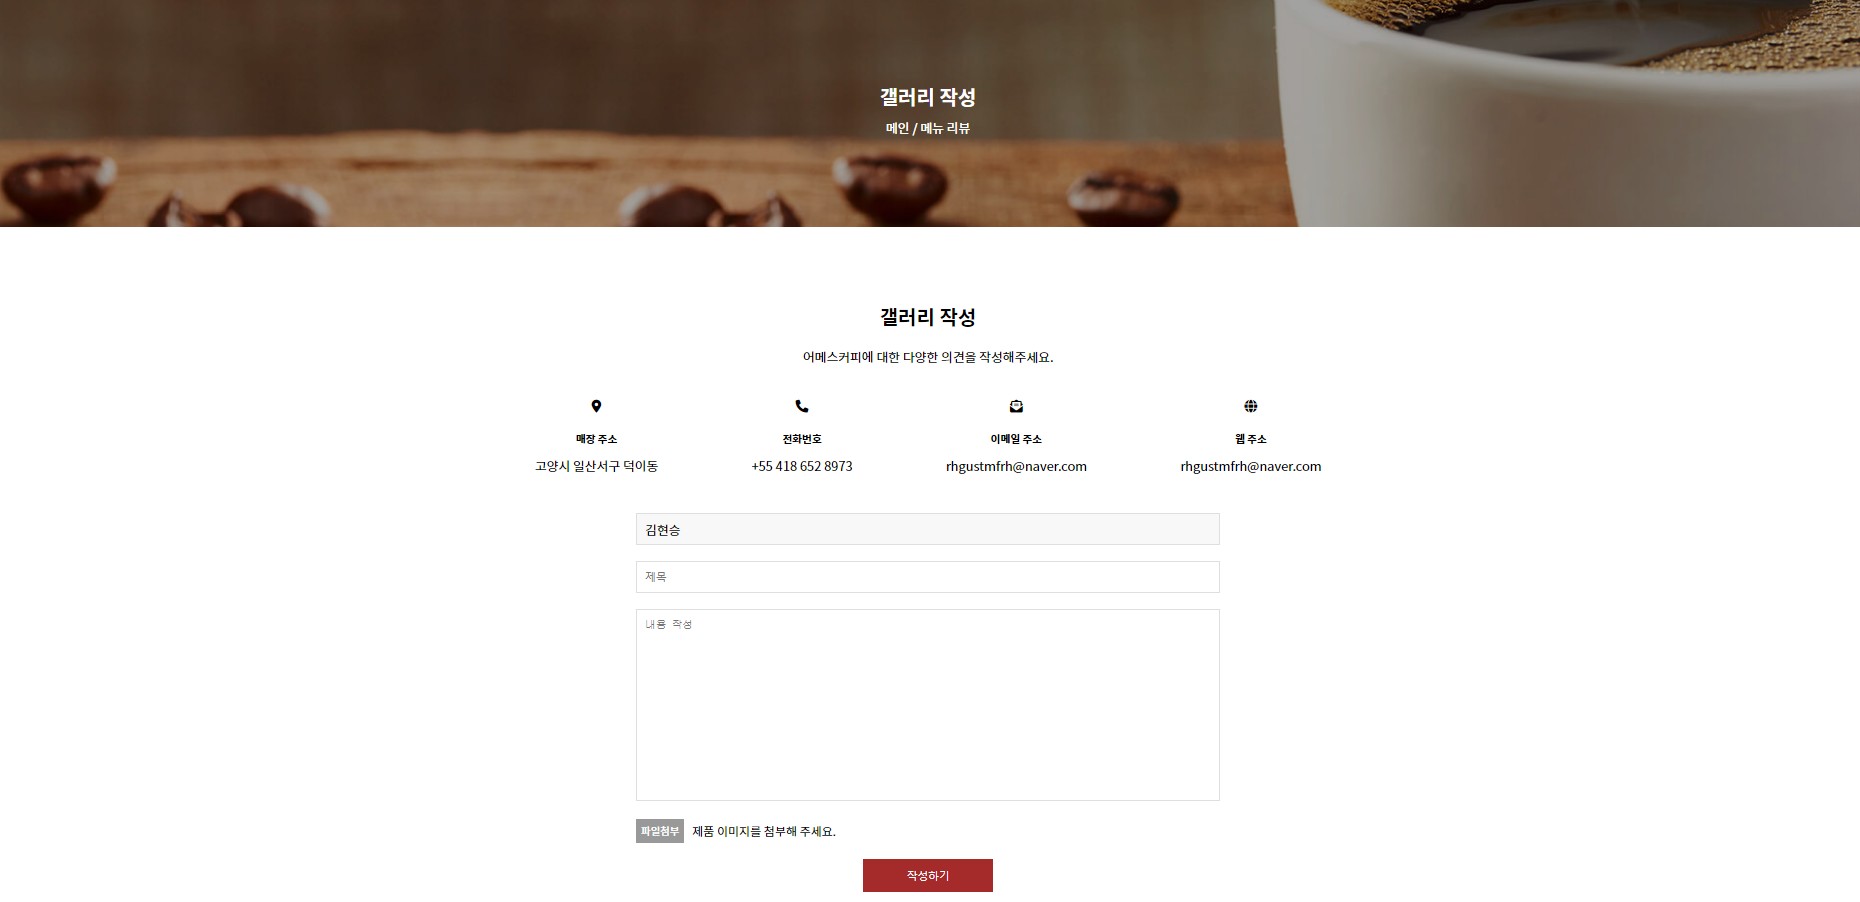 갤러리 작성
메인 / 메뉴 리뷰
갤러리 작성
어메스커피에 대한 다양한 의견을 작성해주세요.
매장 주소
고양시 일산서구 덕이동
전화번호
+55 418 652 8973
이메일 주소
rhgustmfrh@naver.com
웹 주소
rhgustmfrh@naver.com
김현승
제목
내용 작성
파일첨부 제품 이미지를 첨부해 주세요.
작성하기